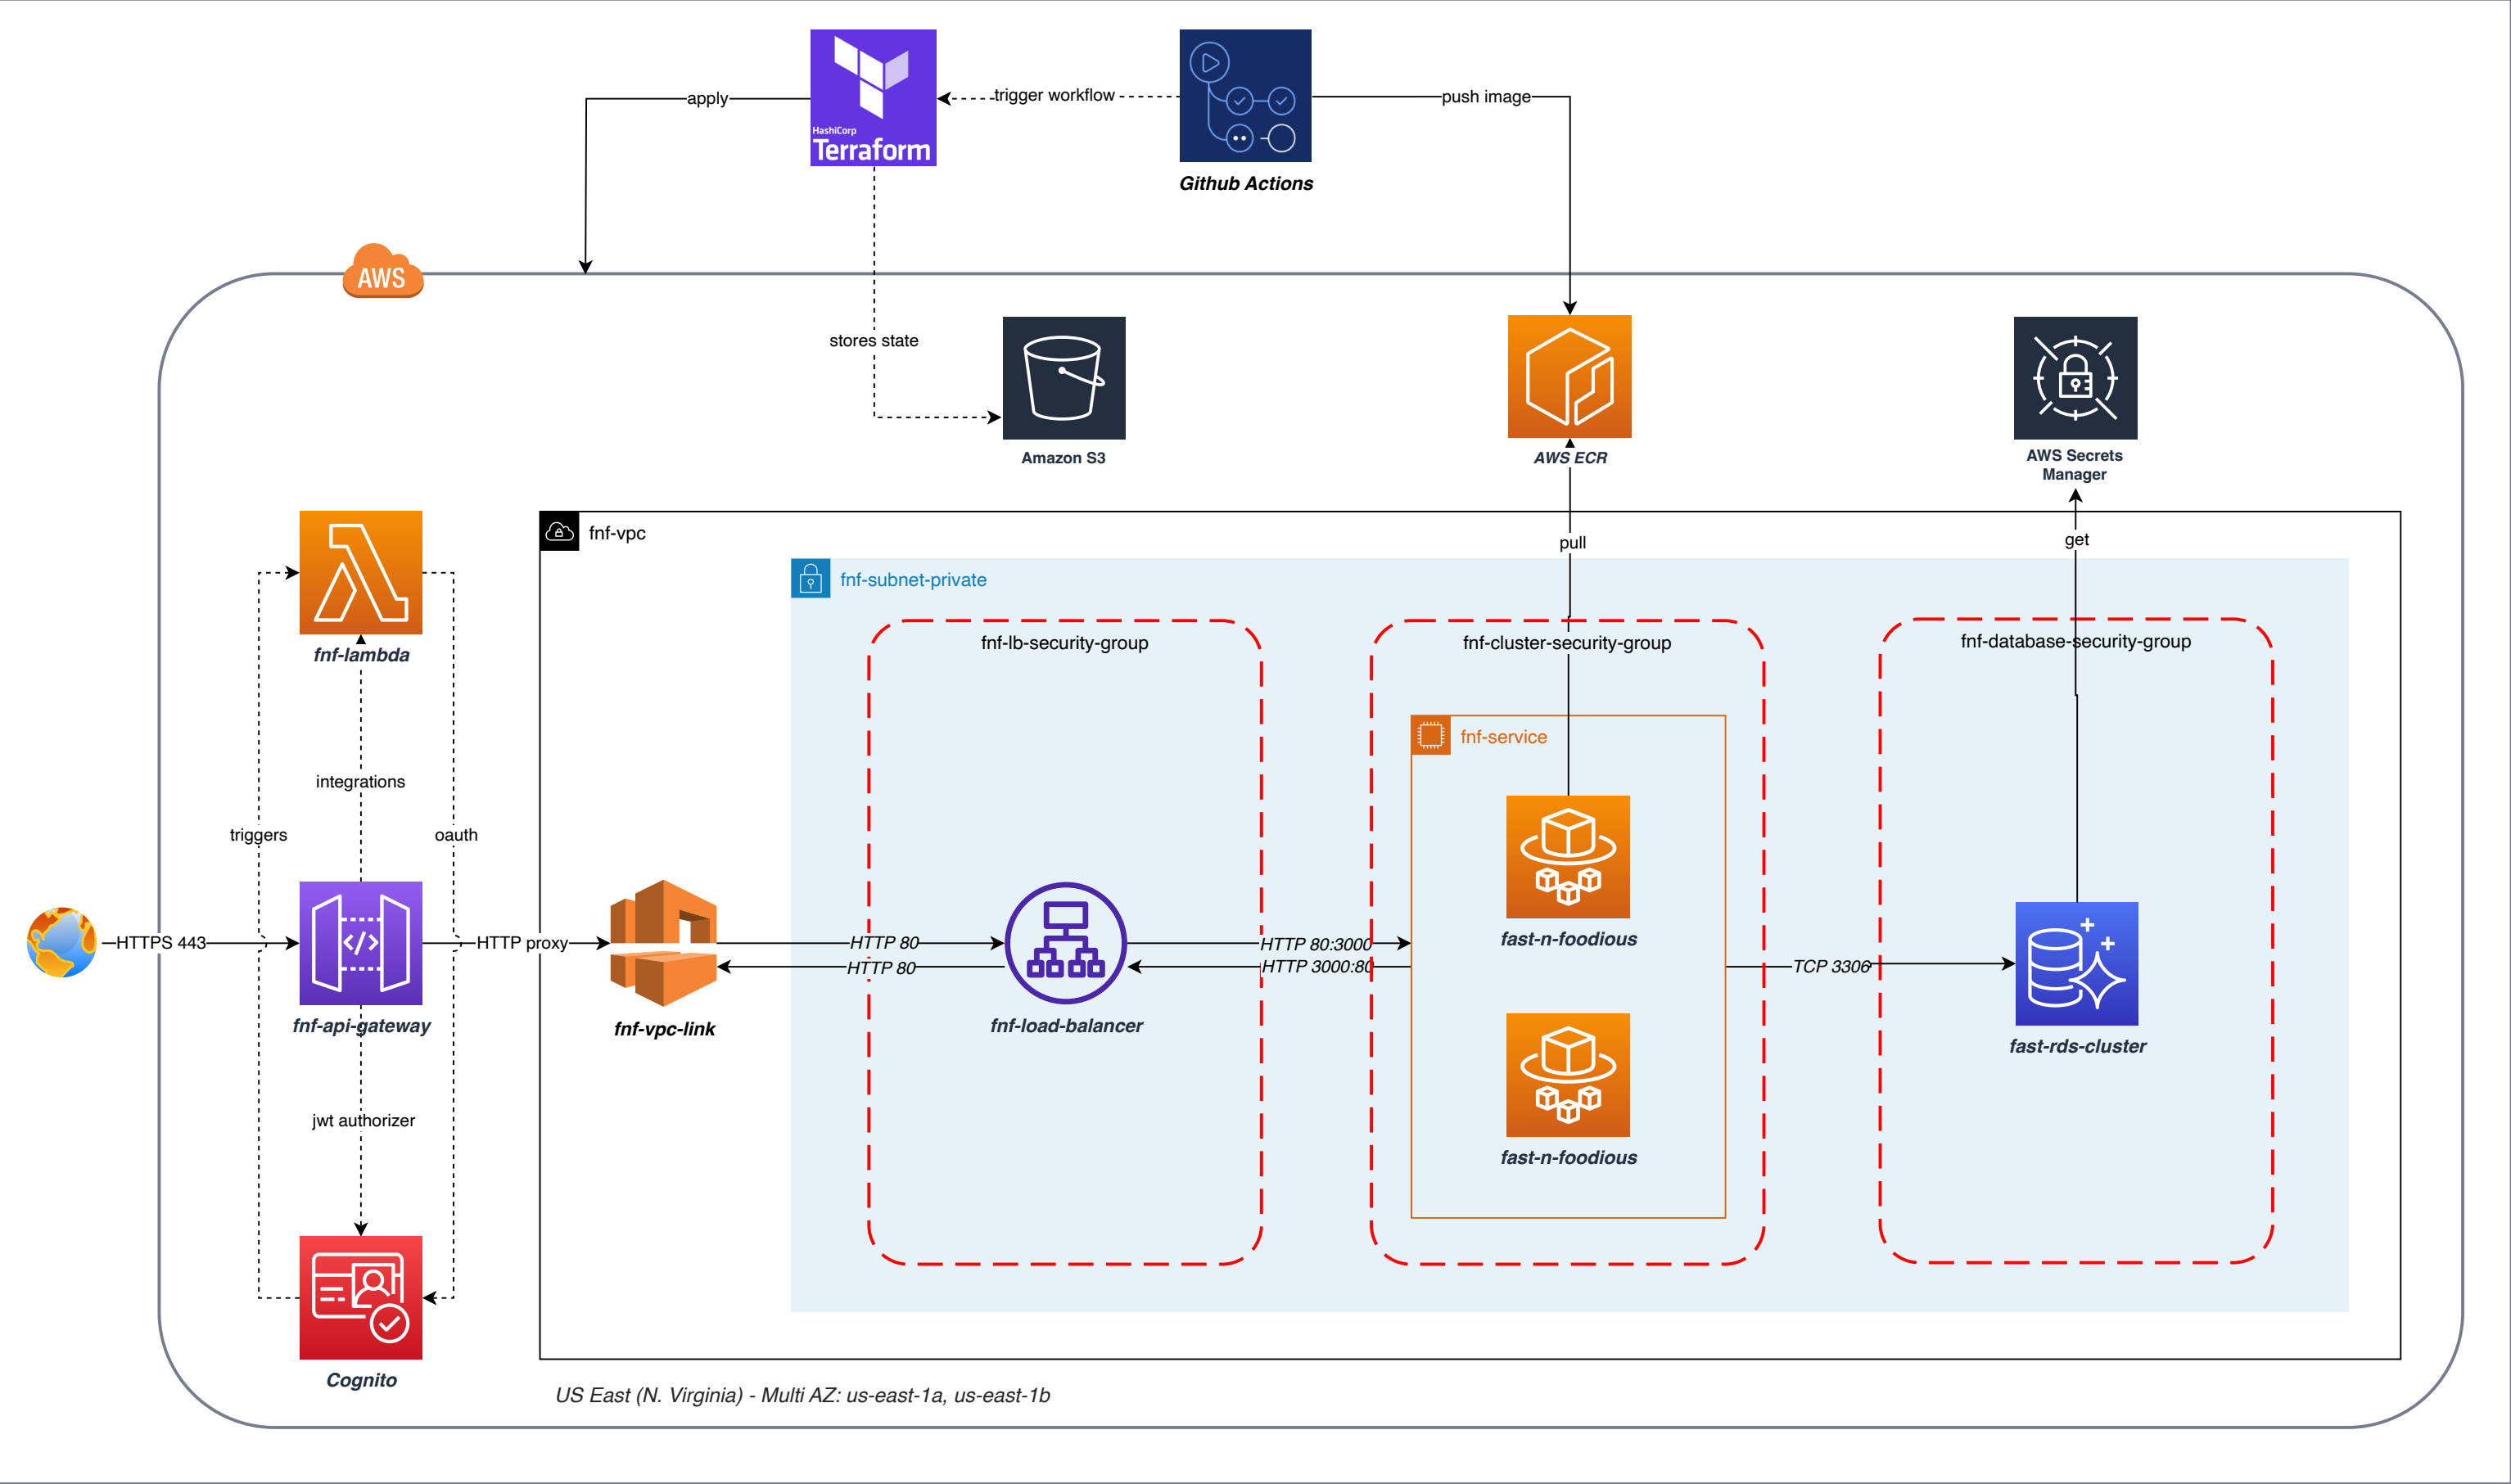 HashiCorp
Terraform
apply
trigger workflow
push image
Github Actions
AWS
stores state
Amazon S3
AWS ECR
AWS Secrets
Manager
fnf-vpc
pull
get
fnf-subnet-private
fnf-lb-security-group
fnf-cluster-security-group
fnf-database-security-group
fnf-lambda
fnf-service
integrations
triggers
oauth
HTTPS 443
</>
HTTP proxy
HTTP 80
HTTP 80
HTTP 80:3000
HTTP 3000:80
fast-n-foodious
TCP 3306
fnf-api-gateway
fnf-vpc-link
fnf-load-balancer
fast-rds-cluster
jwt authorizer
fast-n-foodious
Cognito
US East (N. Virginia) - Multi AZ: us-east-1a, us-east-1b